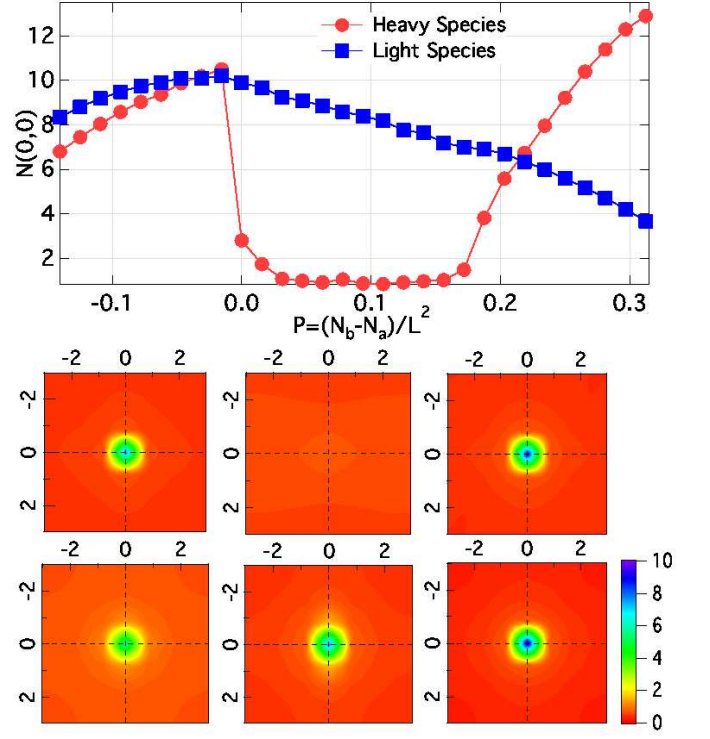 12
10
8
6
4
2
N(0,0)
Heavy Species
Light Species
-0.1 0.0 0.1 0.2 0.3
P=(N_b-N_a)/L^2
-2 0 2 -2 0 2 -2 0 2
-2 -2 -2
0 0 0
2 2 2
-2 0 2 -2 0 2 -2 0 2
-2 -2 -2
0 0 0
2 2 2
10
8
6
4
2
0